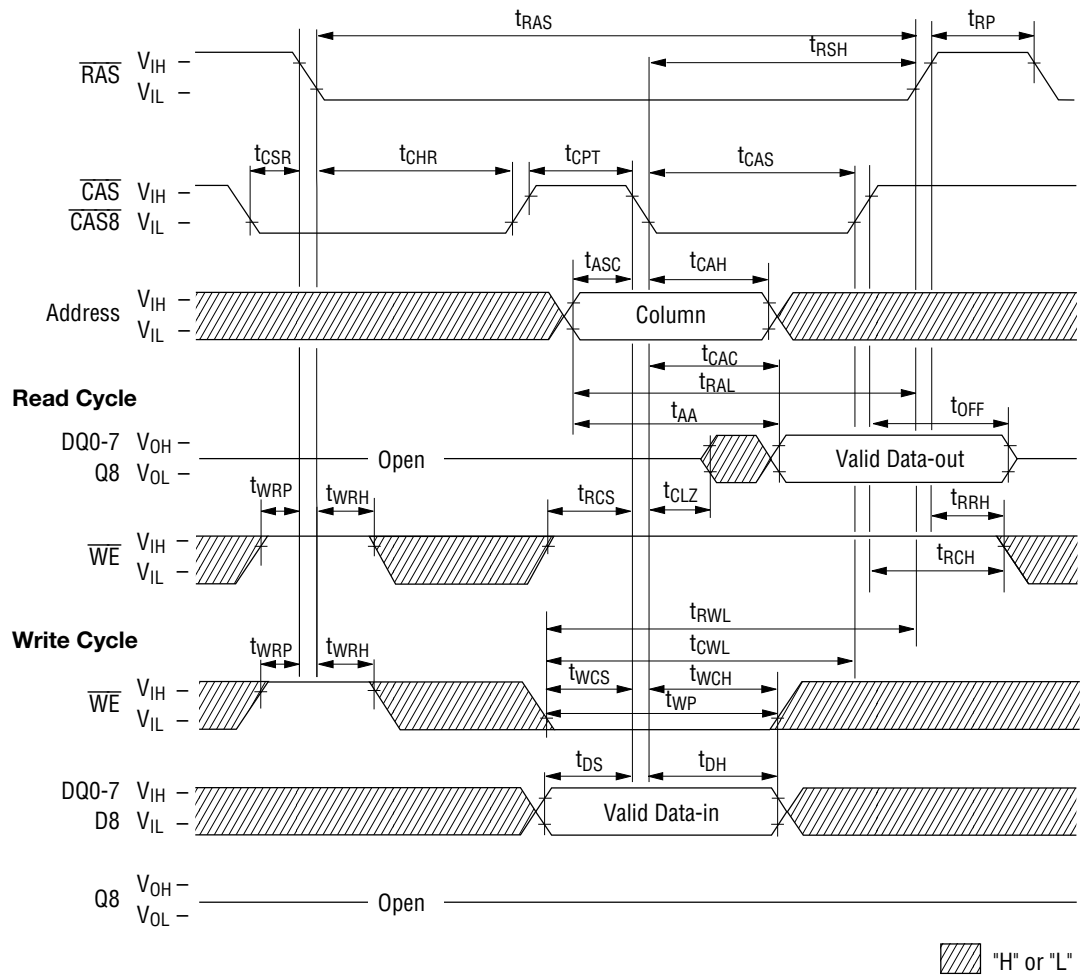 tRAS
tRP
tRSH
RAS VIH –
VIL –
tCSR tCHR tCPT tCAS
CAS VIH –
CAS8 VIL –
tASC tCAH
Address VIH –
VIL –
Column
tCAC
tRAL
Read Cycle
tAA tOFF
DQ0-7 VOH –
Q8 VOL –
Open
Valid Data-out
tWRP tWRH tRCS tCLZ tRRH
WE VIH –
VIL –
tRCH
tRWL
Write Cycle
tWRP tWRH tCWL
tWCS tWCH
WE VIH –
VIL –
tWP
tDS tDH
DQ0-7 VIH –
D8 VIL –
Valid Data-in
Q8 VOH –
VOL –
Open
"H" or "L"